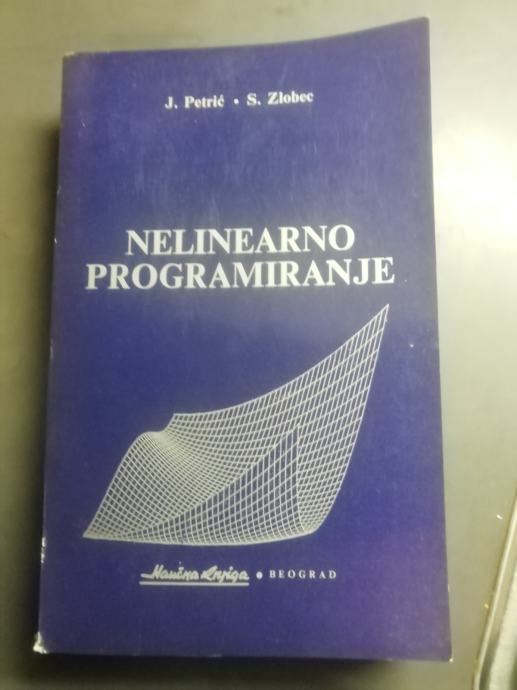 J. Petrić • S. Zlobec
NELINEARNO
PROGRAMIRANJE
Naučna Knjiga • BEOGRAD